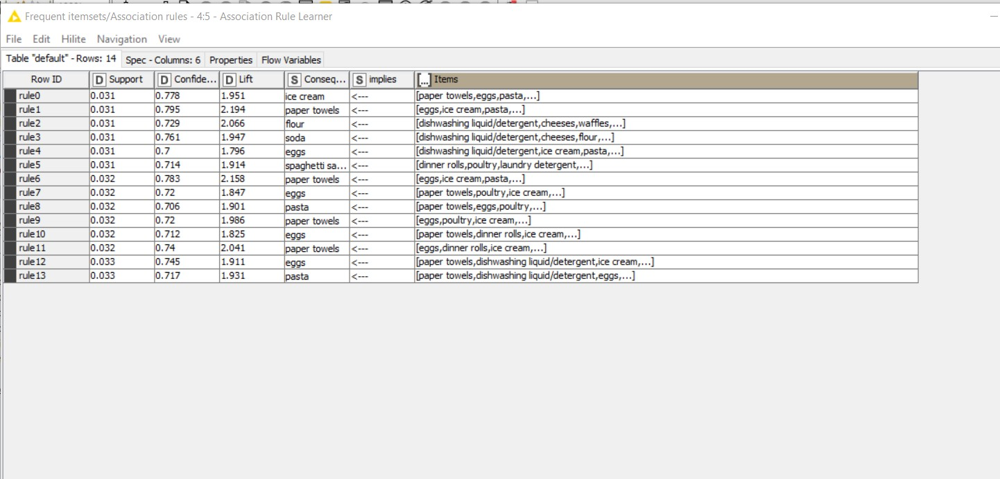 Frequent itemsets/Association rules - 4:5 - Association Rule Learner
File Edit Hilite Navigation View
Table "default" - Rows: 14 Spec - Columns: 6 Properties Flow Variables
Row ID D Support D Confide... D Lift S Conseq... S implies [...] Items
rule0 0.031 0.778 1.951 ice cream <--- [paper towels,eggs,pasta,...]
rule1 0.031 0.795 2.194 paper towels <--- [eggs,ice cream,pasta,...]
rule2 0.031 0.729 2.066 flour <--- [dishwashing liquid/detergent,cheeses,waffles,...]
rule3 0.031 0.761 1.947 soda <--- [dishwashing liquid/detergent,cheeses,flour,...]
rule4 0.031 0.7 1.796 eggs <--- [dishwashing liquid/detergent,ice cream,pasta,...]
rule5 0.031 0.714 1.914 spaghetti sa... <--- [dinner rolls,poultry,laundry detergent,...]
rule6 0.032 0.783 2.158 paper towels <--- [eggs,ice cream,pasta,...]
rule7 0.032 0.72 1.847 eggs <--- [paper towels,poultry,ice cream,...]
rule8 0.032 0.706 1.901 pasta <--- [paper towels,eggs,poultry,...]
rule9 0.032 0.72 1.986 paper towels <--- [eggs,poultry,ice cream,...]
rule10 0.032 0.712 1.825 eggs <--- [paper towels,dinner rolls,ice cream,...]
rule11 0.032 0.74 2.041 paper towels <--- [eggs,dinner rolls,ice cream,...]
rule12 0.033 0.745 1.911 eggs <--- [paper towels,dishwashing liquid/detergent,ice cream,...]
rule13 0.033 0.717 1.931 pasta <--- [paper towels,dishwashing liquid/detergent,eggs,...]